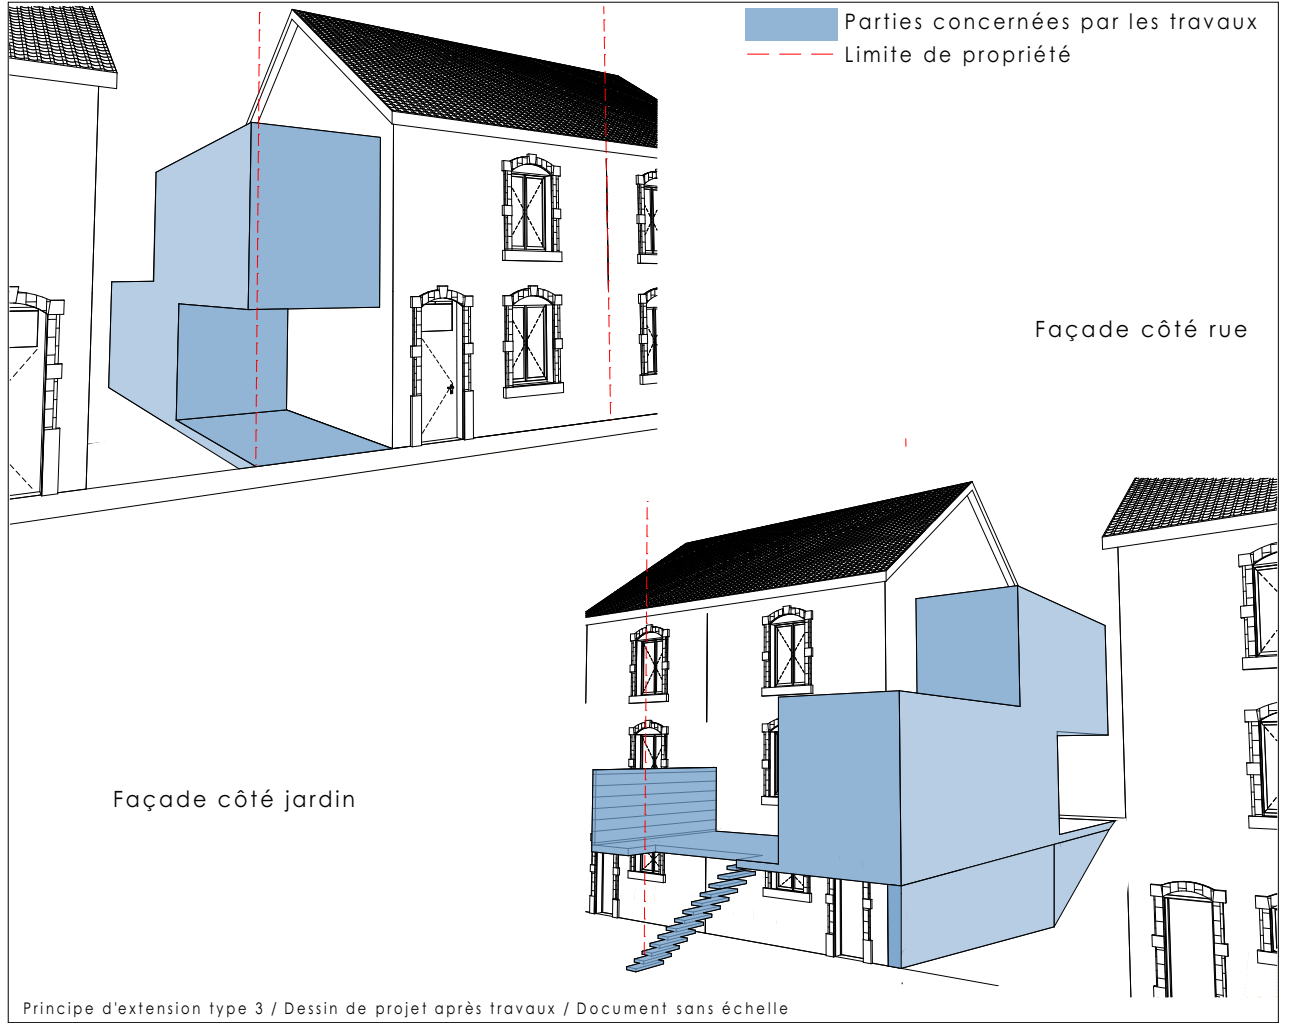 Parties concernées par les travaux
Limite de propriété
Façade côté rue
Façade côté jardin
Principe d'extension type 3 / Dessin de projet après travaux / Document sans échelle